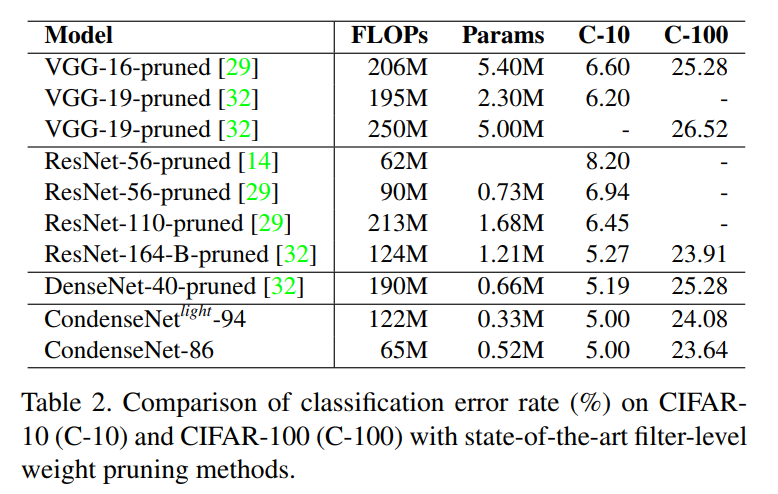 Model FLOPs Params C-10 C-100
VGG-16-pruned [29] 206M 5.40M 6.60 25.28
VGG-19-pruned [32] 195M 2.30M 6.20 -
VGG-19-pruned [32] 250M 5.00M - 26.52
ResNet-56-pruned [14] 62M 8.20 -
ResNet-56-pruned [29] 90M 0.73M 6.94 -
ResNet-110-pruned [29] 213M 1.68M 6.45 -
ResNet-164-B-pruned [32] 124M 1.21M 5.27 23.91
DenseNet-40-pruned [32] 190M 0.66M 5.19 25.28
CondenseNet^light-94 122M 0.33M 5.00 24.08
CondenseNet-86 65M 0.52M 5.00 23.64
Table 2. Comparison of classification error rate (%) on CIFAR-
10 (C-10) and CIFAR-100 (C-100) with state-of-the-art filter-level
weight pruning methods.